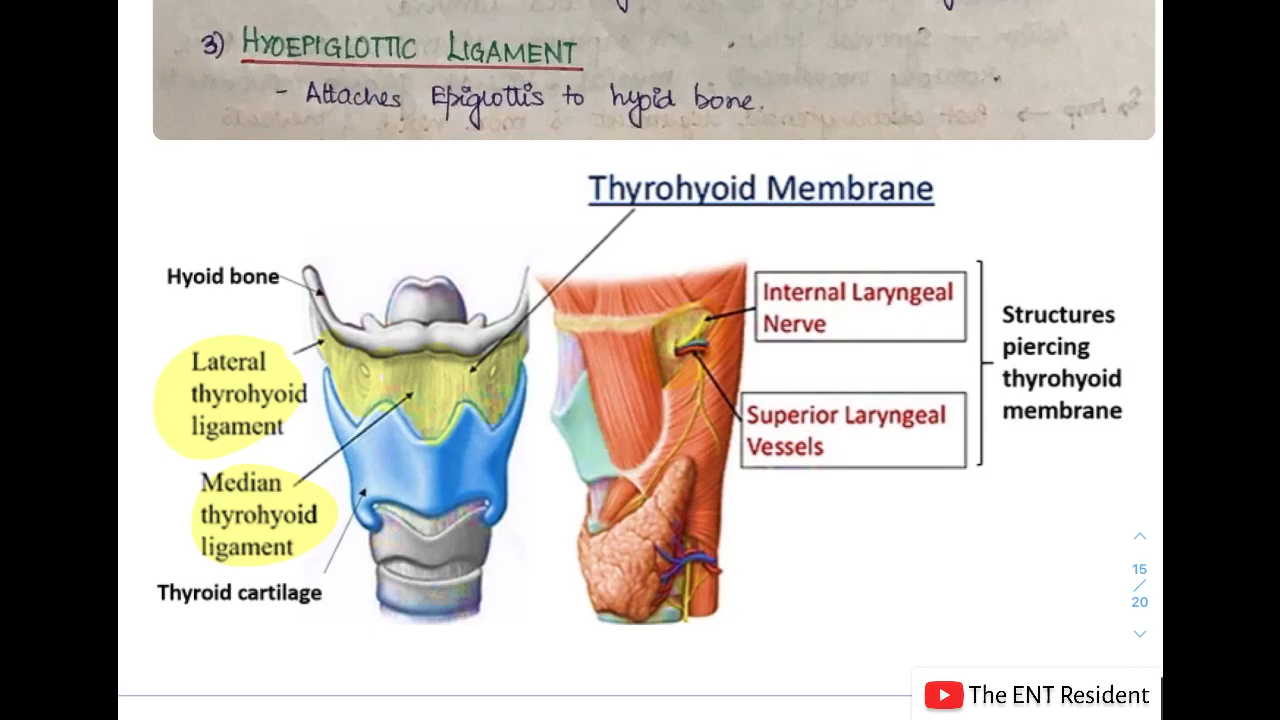 3) HYOEPIGLOTTIC LIGAMENT
- Attaches Epiglottis to hyoid bone.
Thyrohyoid Membrane
Hyoid bone
Lateral
thyrohyoid
ligament
Median
thyrohyoid
ligament
Thyroid cartilage
Internal Laryngeal
Nerve
Superior Laryngeal
Vessels
Structures
piercing
thyrohyoid
membrane
15
/
20
The ENT Resident